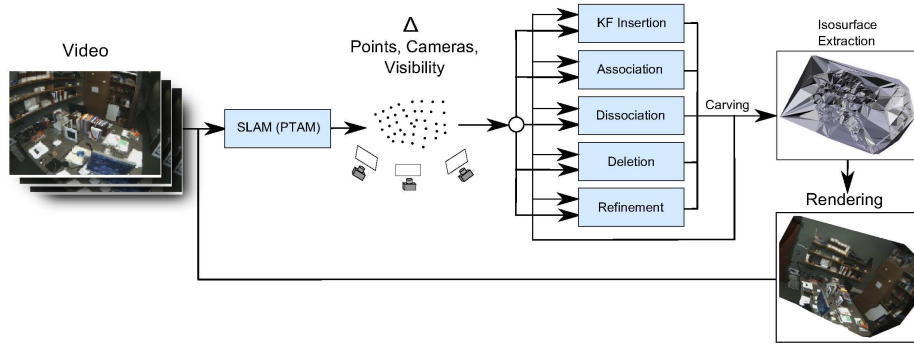 Video
SLAM (PTAM)
Δ
Points, Cameras,
Visibility
KF Insertion
Association
Dissociation
Deletion
Refinement
Carving
Isosurface
Extraction
Rendering